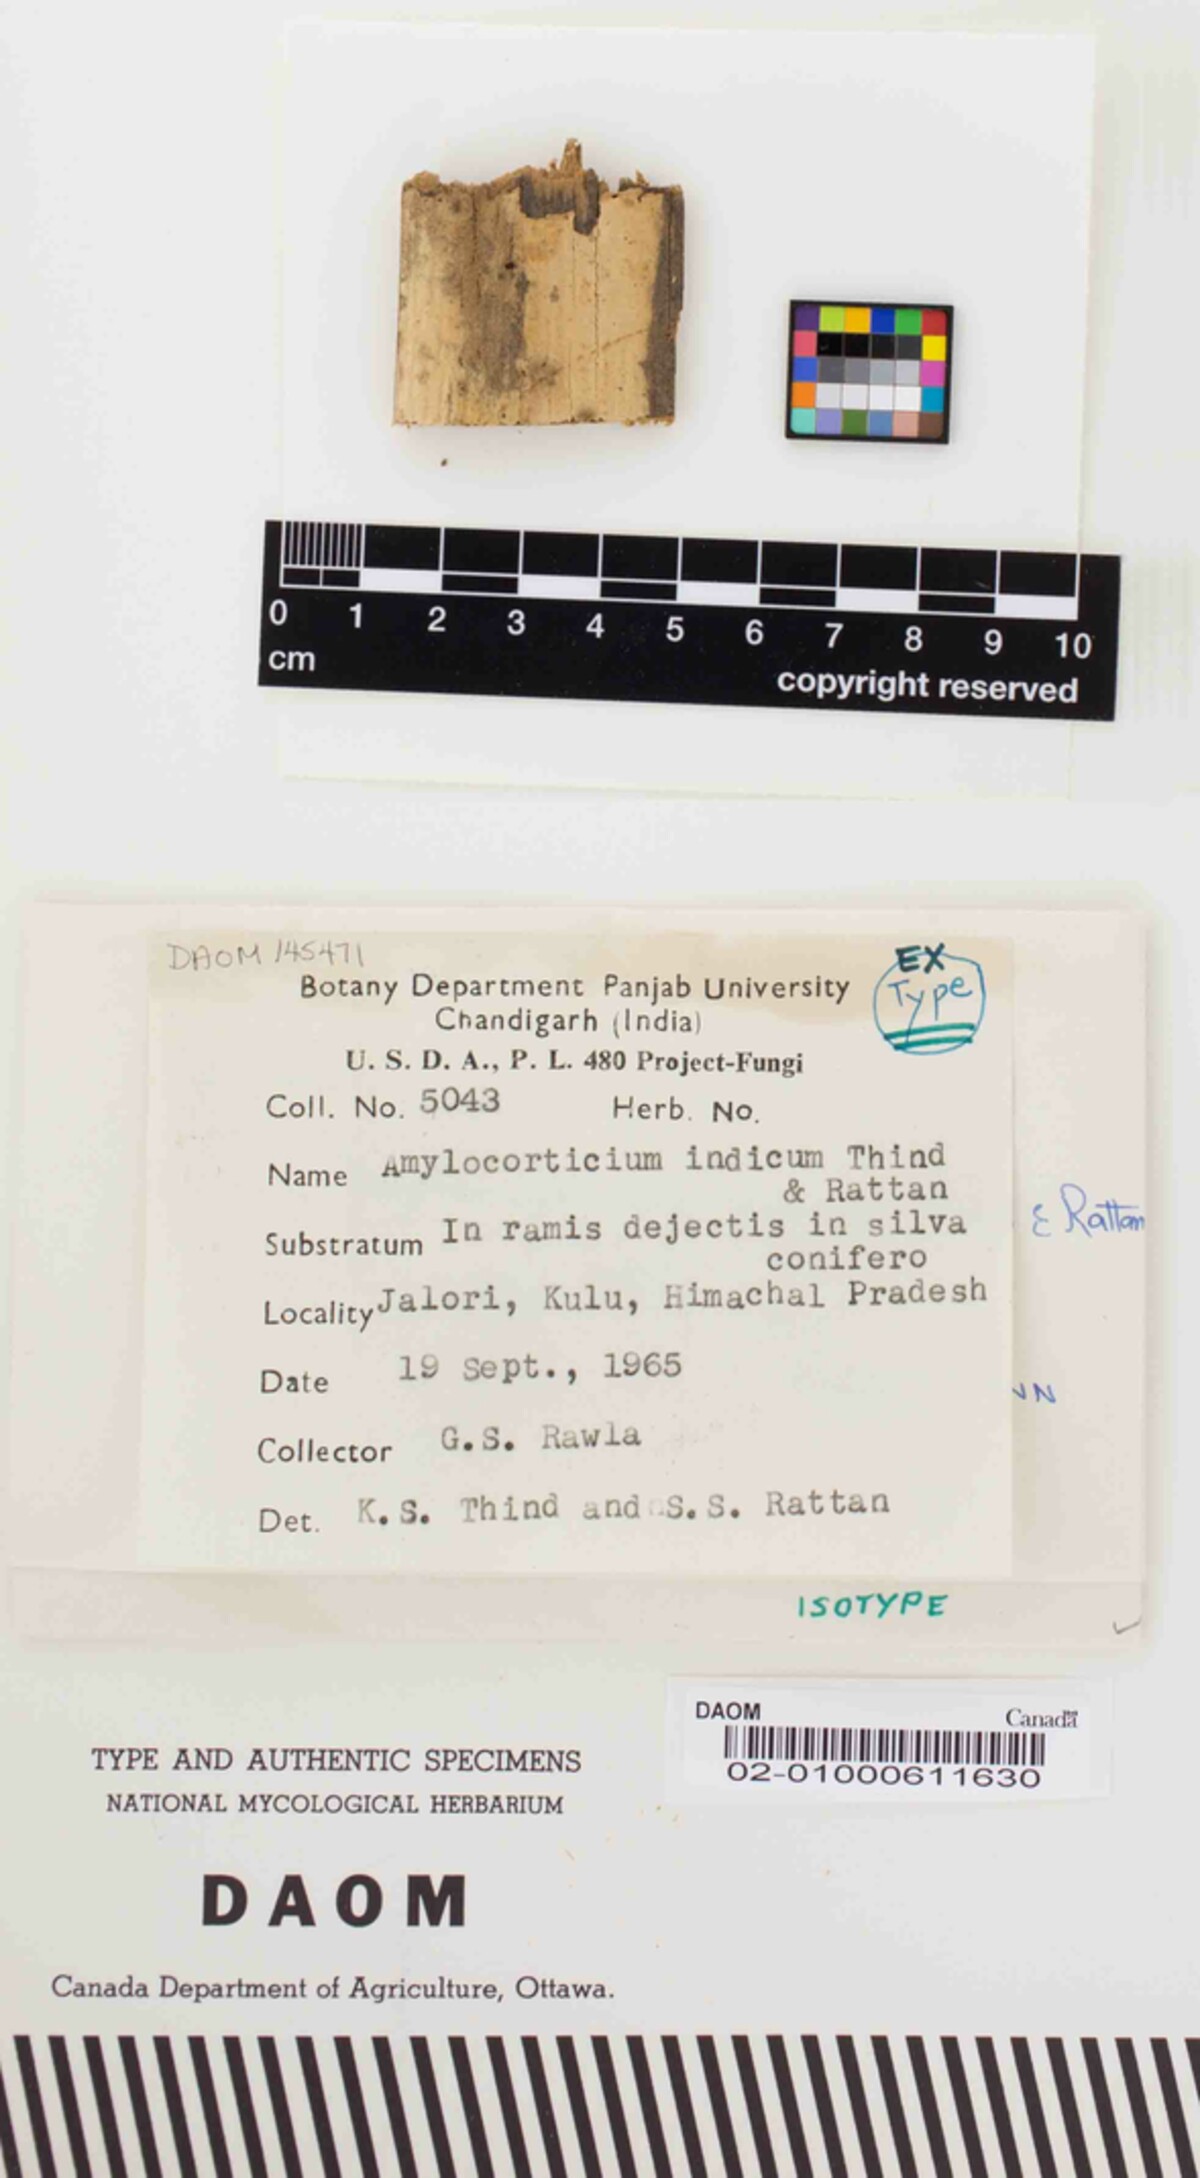 0 1 2 3 4 5 6 7 8 9 10
cm
copyright reserved
DAOM 145471
EX
Type
Botany Department Panjab University
Chandigarh (India)
U. S. D. A., P. L. 480 Project-Fungi
Coll. No. 5043 Herb. No.
Name Amylocorticium indicum Thind
& Rattan
& Rattan
Substratum In ramis dejectis in silva
conifero
Locality Jalori, Kulu, Himachal Pradesh
Date 19 Sept., 1965
Collector G.S. Rawla
Det. K.S. Thind and S.S. Rattan
ISOTYPE
DAOM Canada
02-01000611630
TYPE AND AUTHENTIC SPECIMENS
NATIONAL MYCOLOGICAL HERBARIUM
DAOM
Canada Department of Agriculture, Ottawa.